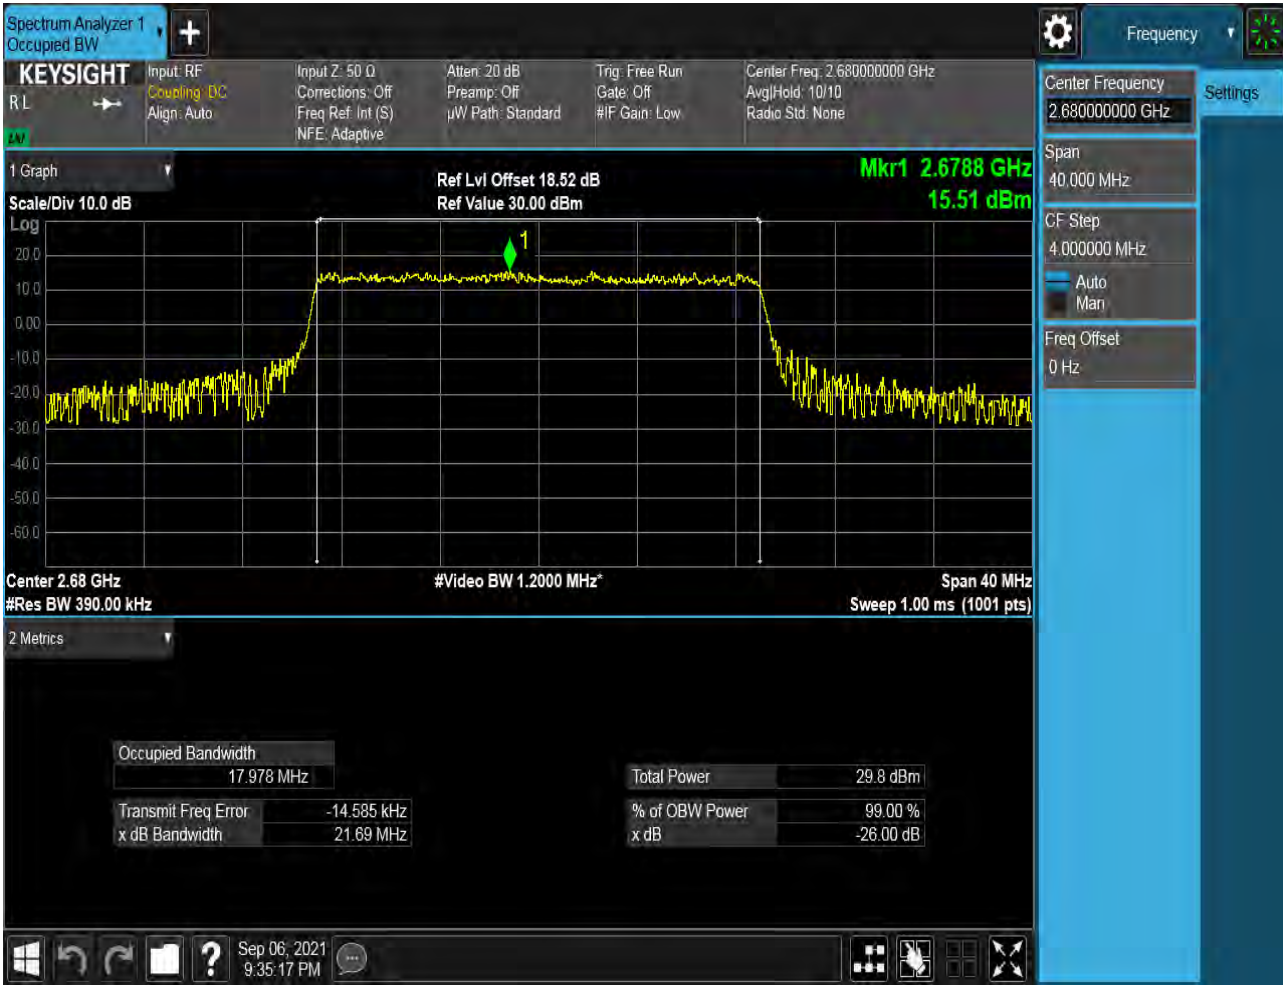 Spectrum Analyzer 1
Occupied BW
Frequency
KEYSIGHT
R L
Input: RF
Coupling: DC
Align: Auto
Input Z: 50 Ω
Corrections: Off
Freq Ref: Int (S)
NFE: Adaptive
Atten: 20 dB
Preamp: Off
µW Path: Standard
Trig: Free Run
Gate: Off
#IF Gain: Low
Center Freq: 2.680000000 GHz
Avg|Hold: 10/10
Radio Std: None
Center Frequency
2.680000000 GHz
Settings
Span
40.000 MHz
CF Step
4.000000 MHz
Auto
Man
Freq Offset
0 Hz
1 Graph
Scale/Div 10.0 dB
Ref Lvl Offset 18.52 dB
Ref Value 30.00 dBm
Mkr1 2.6788 GHz
15.51 dBm
Log
1
20.0
10.0
0.00
-10.0
-20.0
-30.0
-40.0
-50.0
-60.0
Center 2.68 GHz
#Video BW 1.2000 MHz*
Span 40 MHz
#Res BW 390.00 kHz
Sweep 1.00 ms (1001 pts)
2 Metrics
Occupied Bandwidth
17.978 MHz
Total Power 29.8 dBm
Transmit Freq Error -14.585 kHz
% of OBW Power 99.00 %
x dB Bandwidth 21.69 MHz
x dB -26.00 dB
Sep 06, 2021
9:35:17 PM